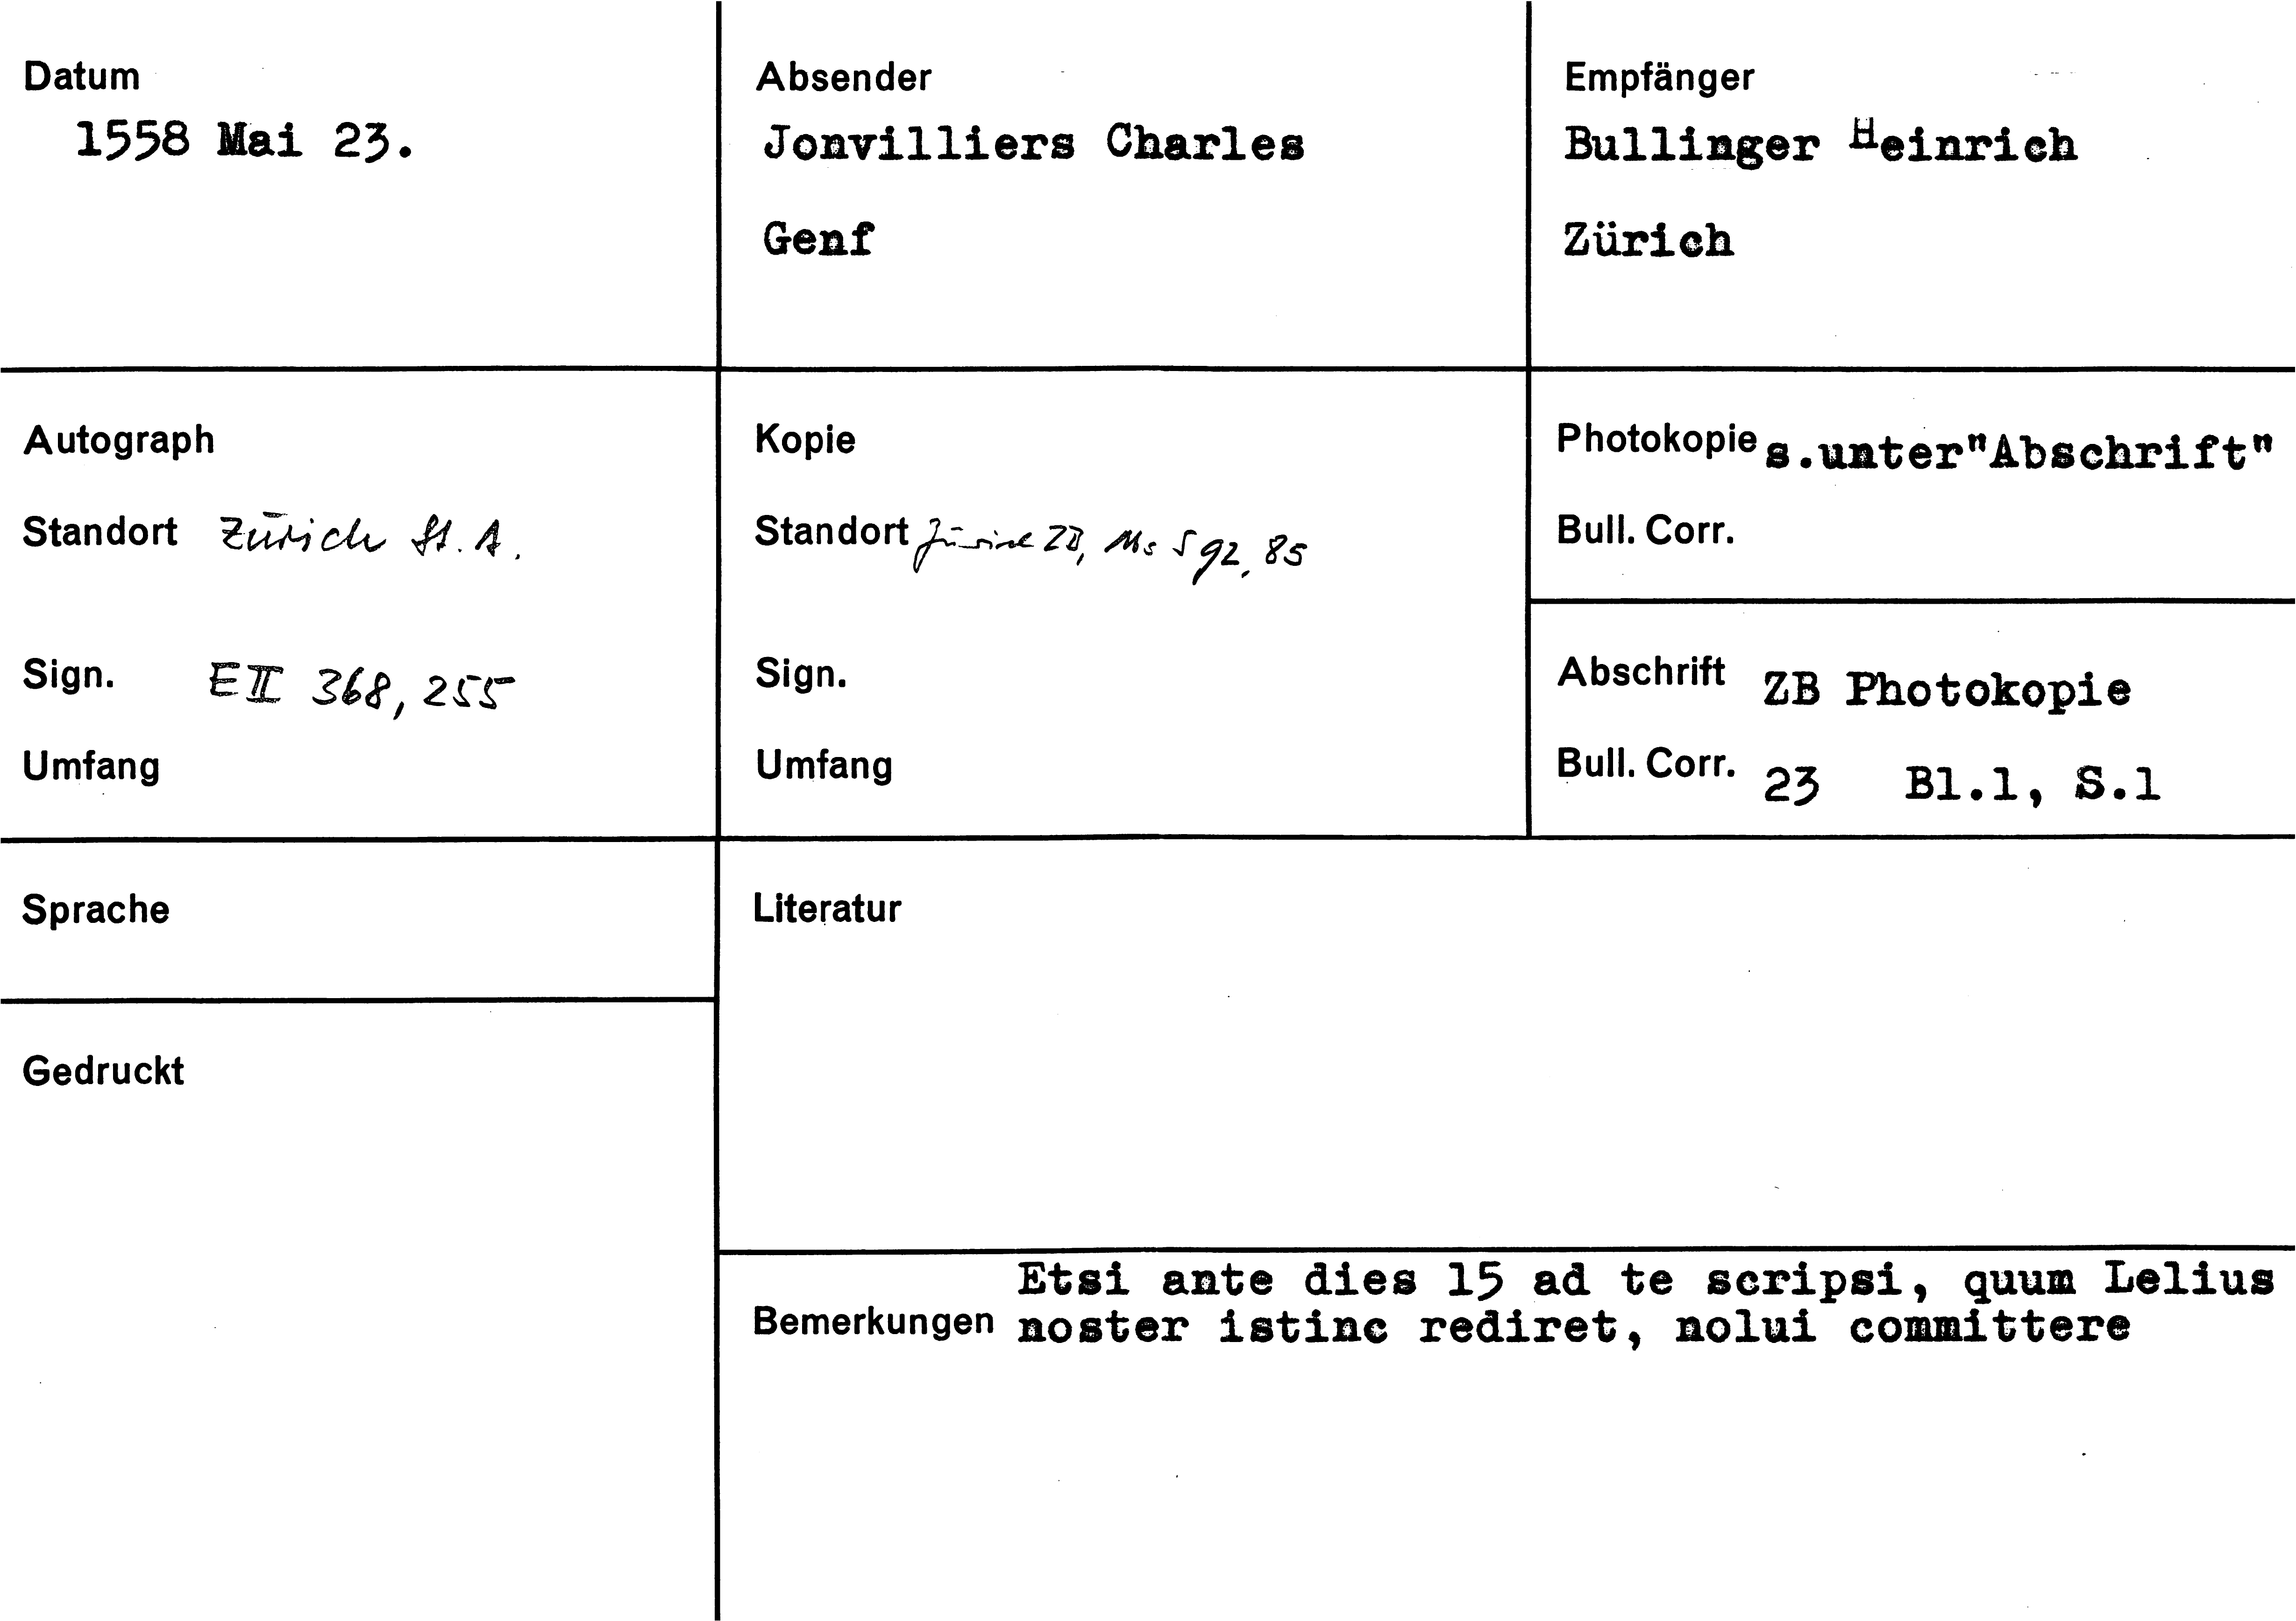 Datum
1558 Mai 23.
Absender
Jonvilliers Charles
Genf
Empfänger
Bullinger Heinrich
Zürich
Autograph
Standort Zürich St. A.
Sign. E II 368, 255
Umfang
Kopie
Standort Zürich ZB, Ms S 92, 85
Sign.
Umfang
Photokopie s.unter"Abschrift"
Bull. Corr.
Abschrift ZB Photokopie
Bull. Corr. 23 Bl.1, S.1
Sprache
Gedruckt
Literatur
Bemerkungen
Etsi ante dies 15 ad te scripsi, quum Lelius
noster istinc rediret, nolui committere